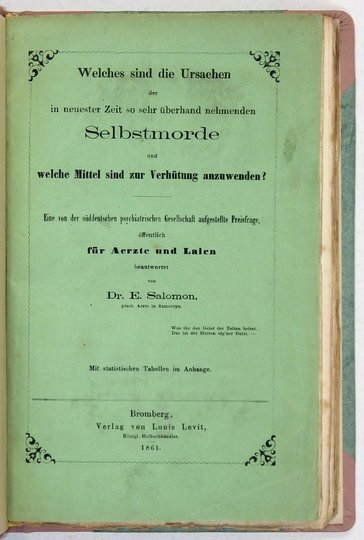 Welches sind die Ursachen
der
in neuester Zeit so sehr überhand nehmenden
Selbstmorde
und
welche Mittel sind zur Verhütung anzuwenden?
Eine von der süddeutschen psychiatrischen Gesellschaft aufgestellte Preisfrage,
öffentlich
für Aerzte und Laien
beantwortet
von
Dr. E. Salomon,
pract. Arzte in
Was ihr den Geist der Zeiten heisst,
Das ist der Herren eig'ner Geist. —
Mit statistischen Tabellen im Anhange.
Bromberg,
Verlag von Louis Levit,
Königl. Hofbuchhändler.
1861.